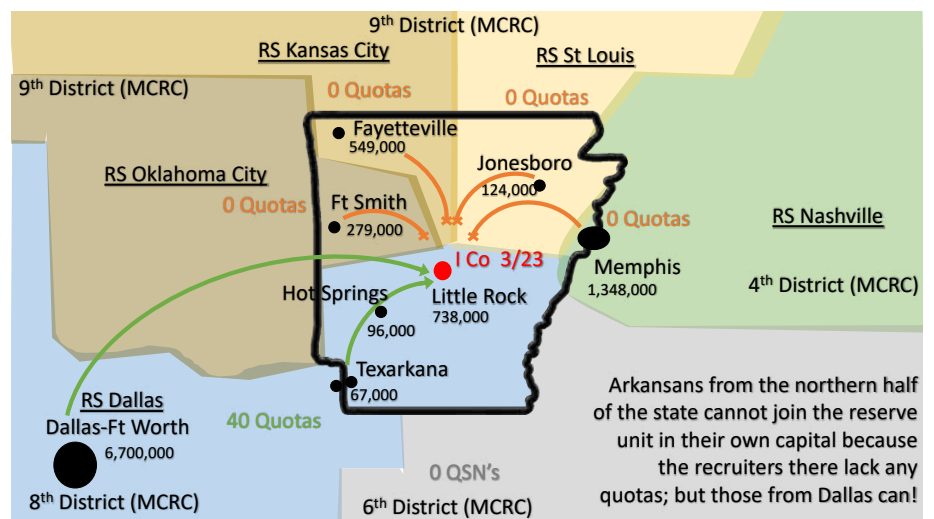 9th District (MCRC)
RS Kansas City
RS St Louis
9th District (MCRC)
0 Quotas
0 Quotas
Fayetteville
549,000
Jonesboro
124,000
RS Oklahoma City
0 Quotas
Ft Smith
279,000
0 Quotas
RS Nashville
I Co 3/23
Memphis
1,348,000
4th District (MCRC)
Hot Springs
96,000
Little Rock
738,000
Texarkana
67,000
RS Dallas
Dallas-Ft Worth
6,700,000
40 Quotas
8th District (MCRC)
0 QSN's
6th District (MCRC)
Arkansans from the northern half
of the state cannot join the reserve
unit in their own capital because
the recruiters there lack any
quotas; but those from Dallas can!